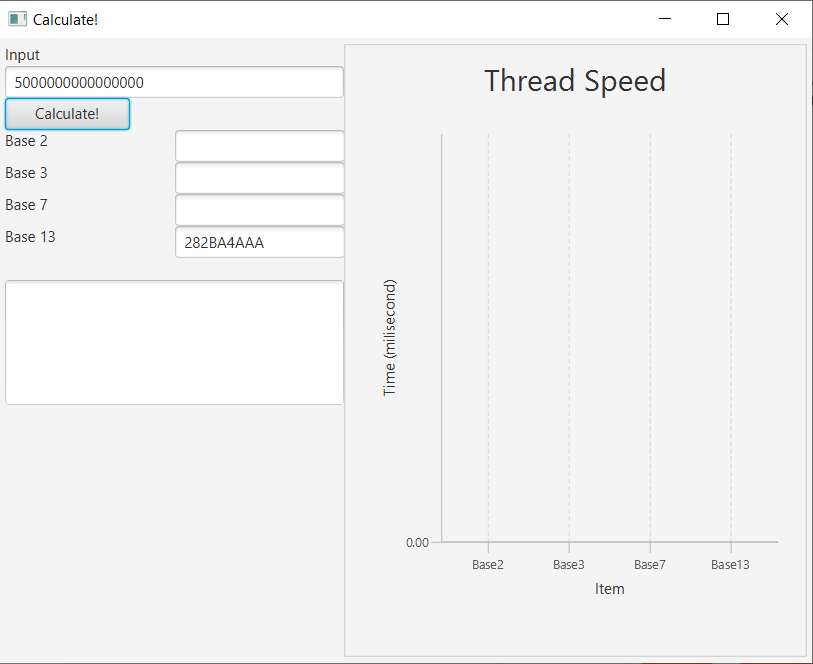 Calculate!
Input
5000000000000000
Calculate!
Base 2
Base 3
Base 7
Base 13
282BA4AAA
Thread Speed
Time (milisecond)
0.00
Base2
Base3
Base7
Base13
Item